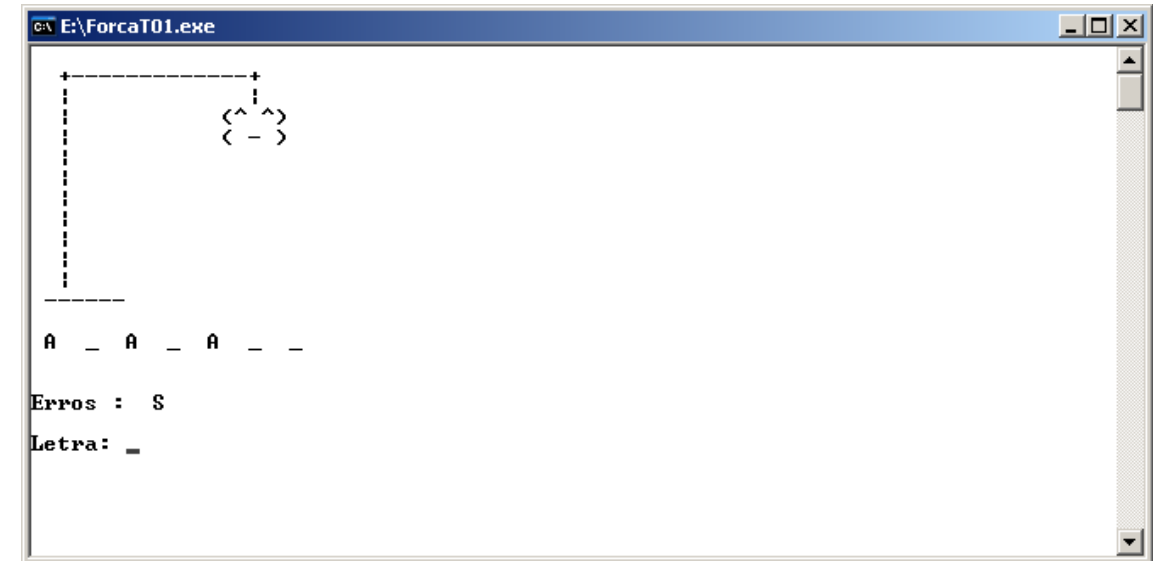 E:\ForcaT01.exe
+-------------+
(^ ^)
( - )
------
A _ A _ A _ _
Erros : S
Letra: _